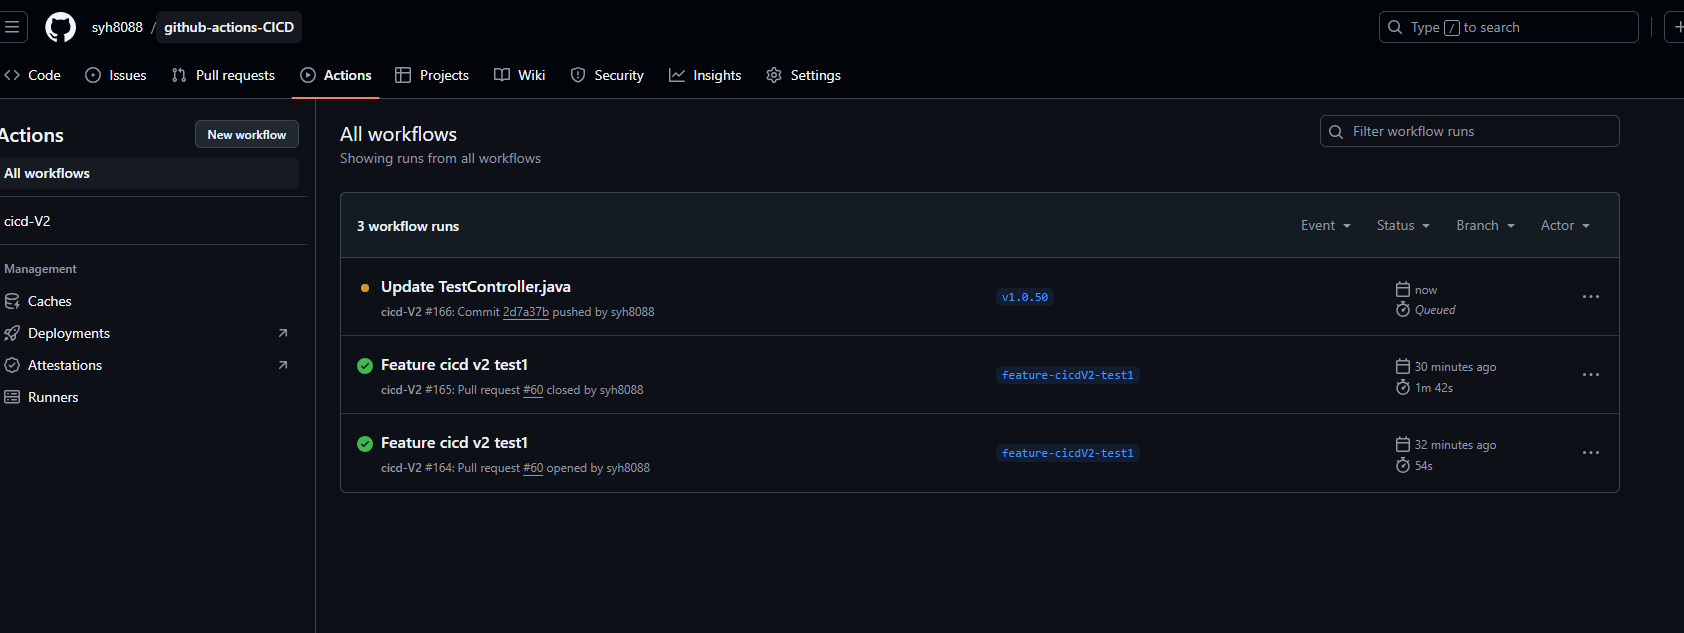 syh8088 / github-actions-CICD
Type / to search
Code Issues Pull requests Actions Projects Wiki Security Insights Settings
Actions
New workflow
All workflows
cicd-V2
Management
Caches
Deployments
Attestations
Runners
All workflows
Showing runs from all workflows
Filter workflow runs
3 workflow runs
Event Status Branch Actor
Update TestController.java
cicd-V2 #166: Commit 2d7a37b pushed by syh8088
v1.0.50
now
Queued
Feature cicd v2 test1
cicd-V2 #165: Pull request #60 closed by syh8088
feature-cicdV2-test1
30 minutes ago
1m 42s
Feature cicd v2 test1
cicd-V2 #164: Pull request #60 opened by syh8088
feature-cicdV2-test1
32 minutes ago
54s